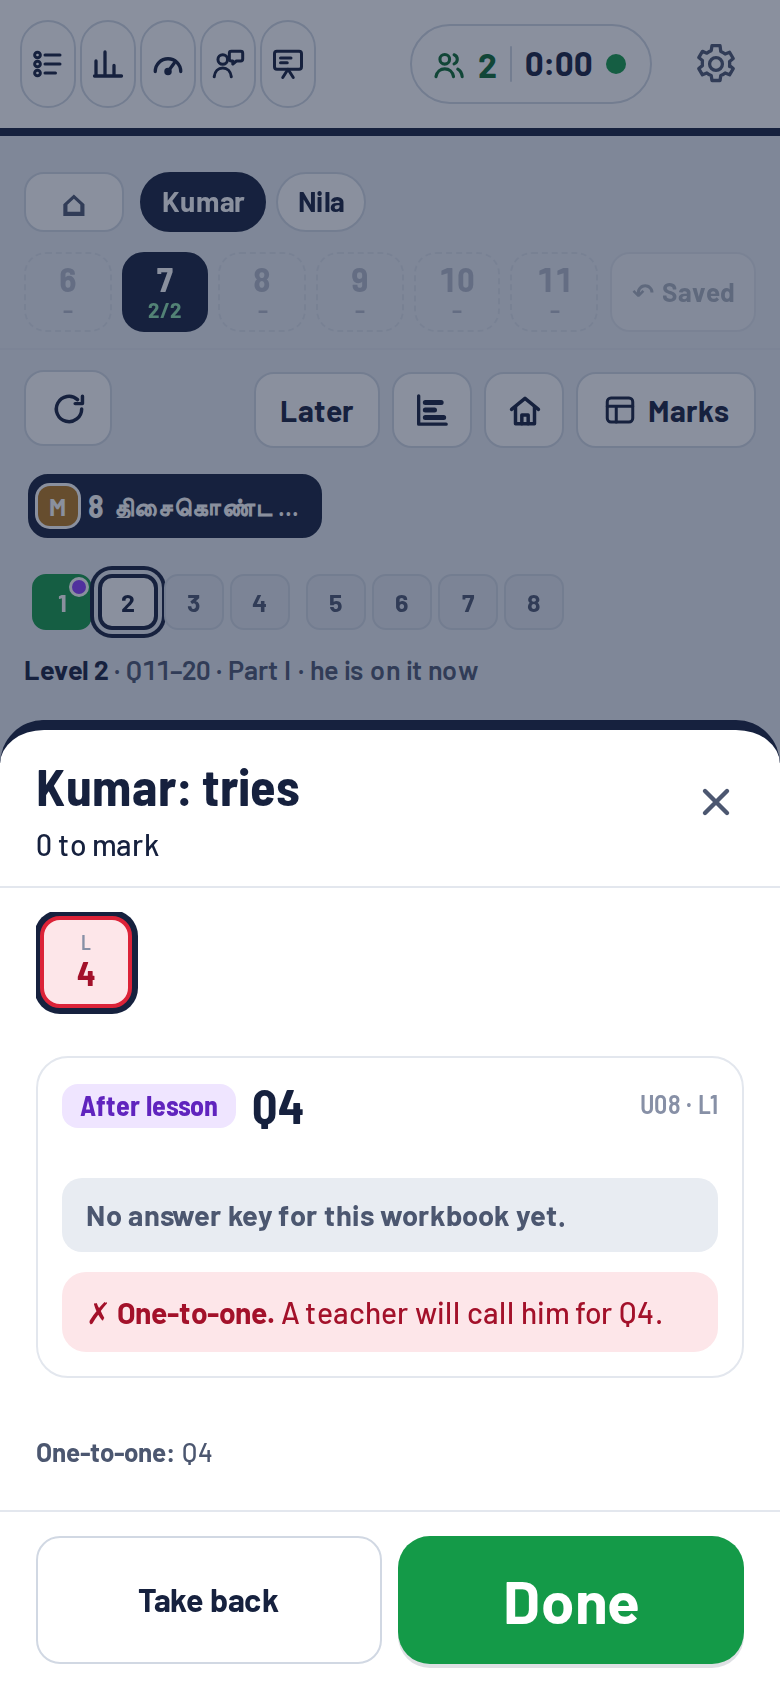 2 0:00
Kumar Nila
6 7 8 9 10 11 ↶ Saved
- 2/2 - - - -
Later Marks
M 8 திசைகொண்ட ...
1 2 3 4 5 6 7 8
Level 2 · Q11–20 · Part I · he is on it now
Kumar: tries
0 to mark
L
4
After lesson Q4 U08 · L1
No answer key for this workbook yet.
✗ One-to-one. A teacher will call him for Q4.
One-to-one: Q4
Take back Done